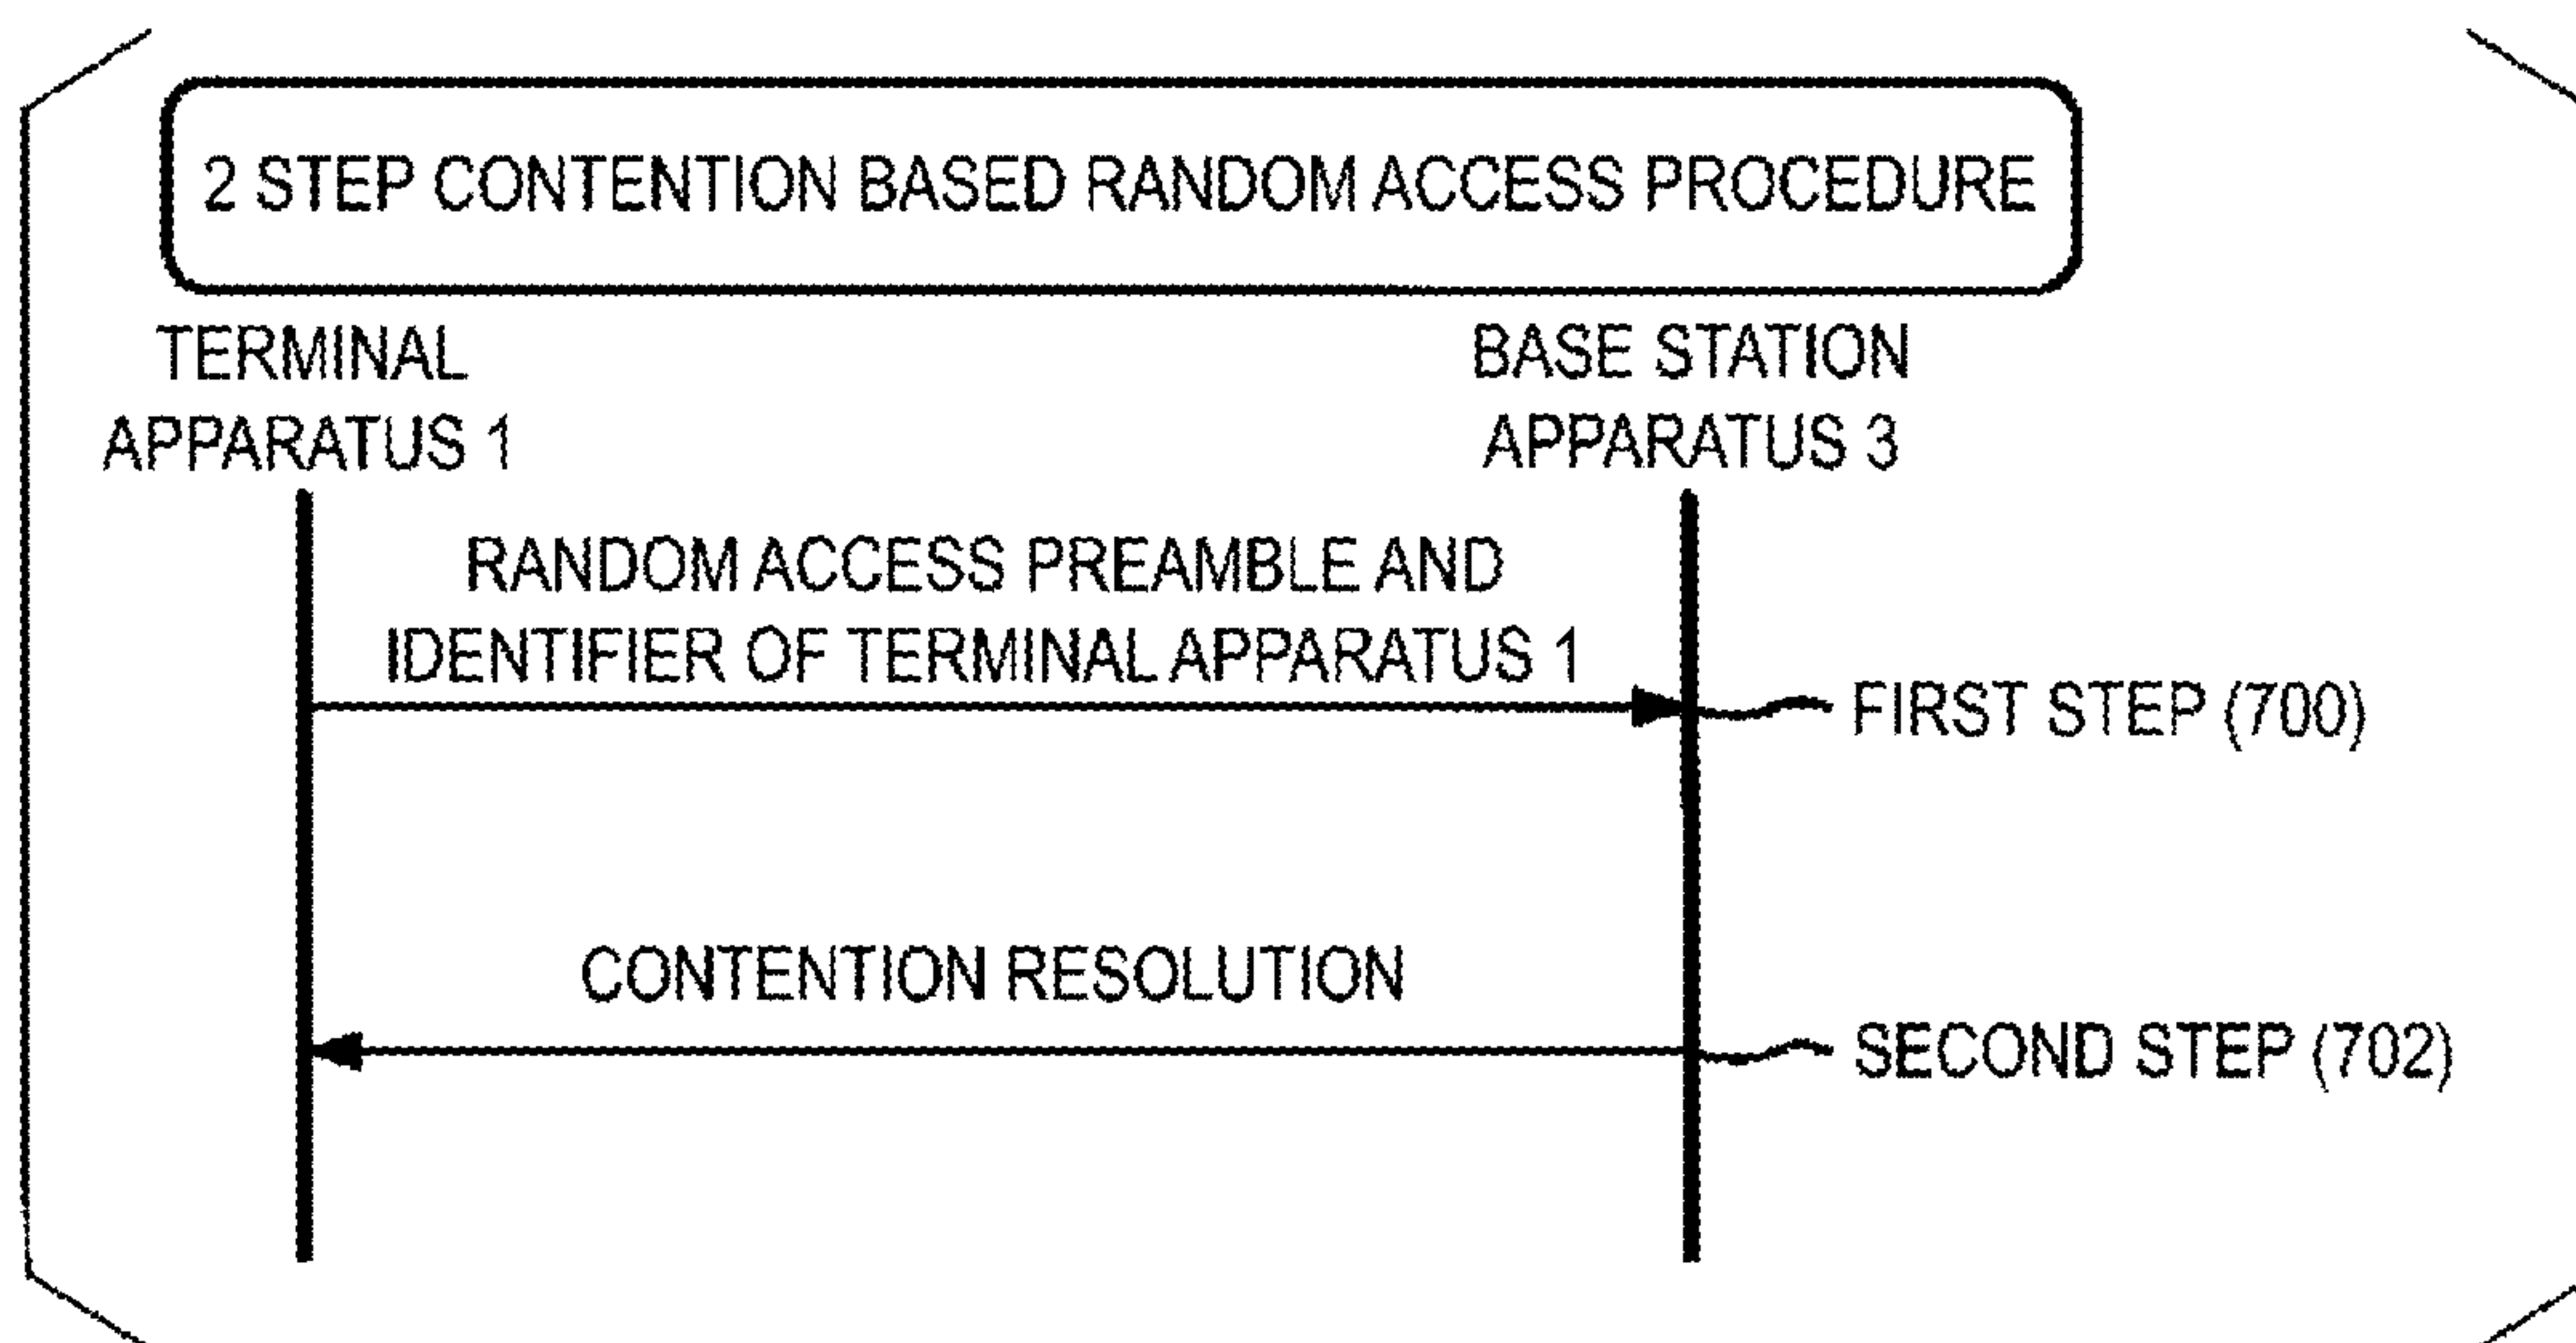 2 STEP CONTENTION BASED RANDOM ACCESS PROCEDURE
TERMINAL
APPARATUS 1
BASE STATION
APPARATUS 3
RANDOM ACCESS PREAMBLE AND
IDENTIFIER OF TERMINAL APPARATUS 1
FIRST STEP (700)
CONTENTION RESOLUTION
SECOND STEP (702)